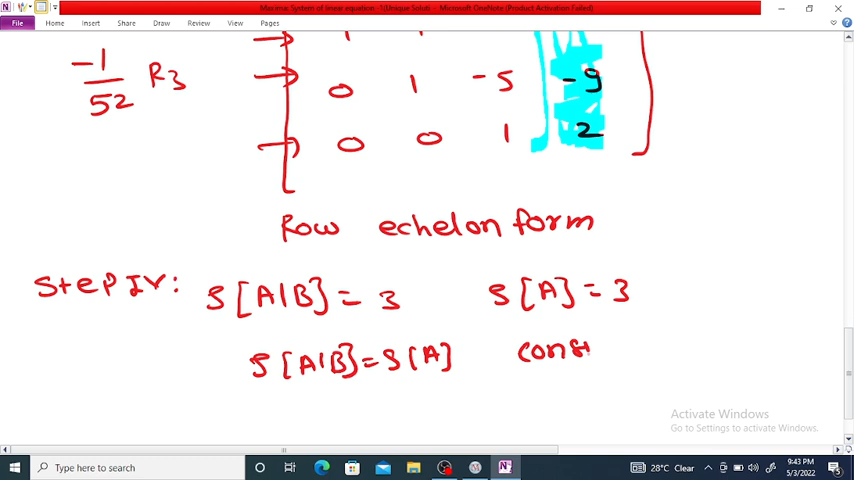 Maxima: System of linear equation -1(Unique Soluti - Microsoft OneNote (Product Activation Failed)
File Home Insert Draw History Review View Pages
-1/52 R3
0 1 -5 -9
0 0 1 2
Row echelon form
Step IV: ρ[A|B] = 3 ρ[A] = 3
ρ[A|B] = ρ[A] const
Activate Windows
Go to Settings to activate Windows.
Type here to search
28°C Clear
9:43 PM
5/3/2022